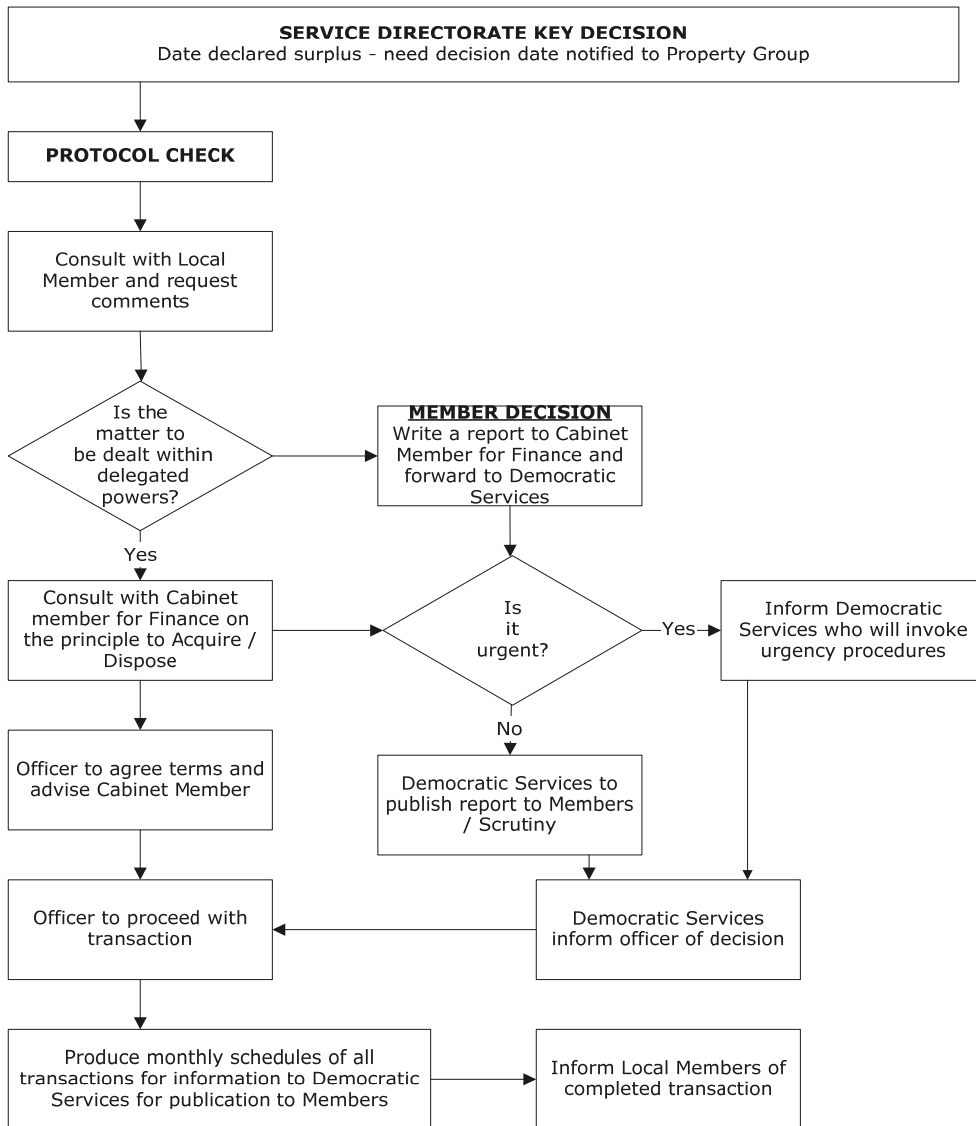 SERVICE DIRECTORATE KEY DECISION
Date declared surplus - need decision date notified to Property Group
PROTOCOL CHECK
Consult with Local
Member and request
comments
Is the
matter to
be dealt within
delegated
powers?
MEMBER DECISION
Write a report to Cabinet
Member for Finance and
forward to Democratic
Services
Yes
Consult with Cabinet
member for Finance on
the principle to Acquire /
Dispose
Is
it
urgent?
Yes
Inform Democratic
Services who will invoke
urgency procedures
No
Officer to agree terms and
advise Cabinet Member
Democratic Services to
publish report to Members
/ Scrutiny
Officer to proceed with
transaction
Democratic Services
inform officer of decision
Produce monthly schedules of all
transactions for information to Democratic
Services for publication to Members
Inform Local Members of
completed transaction